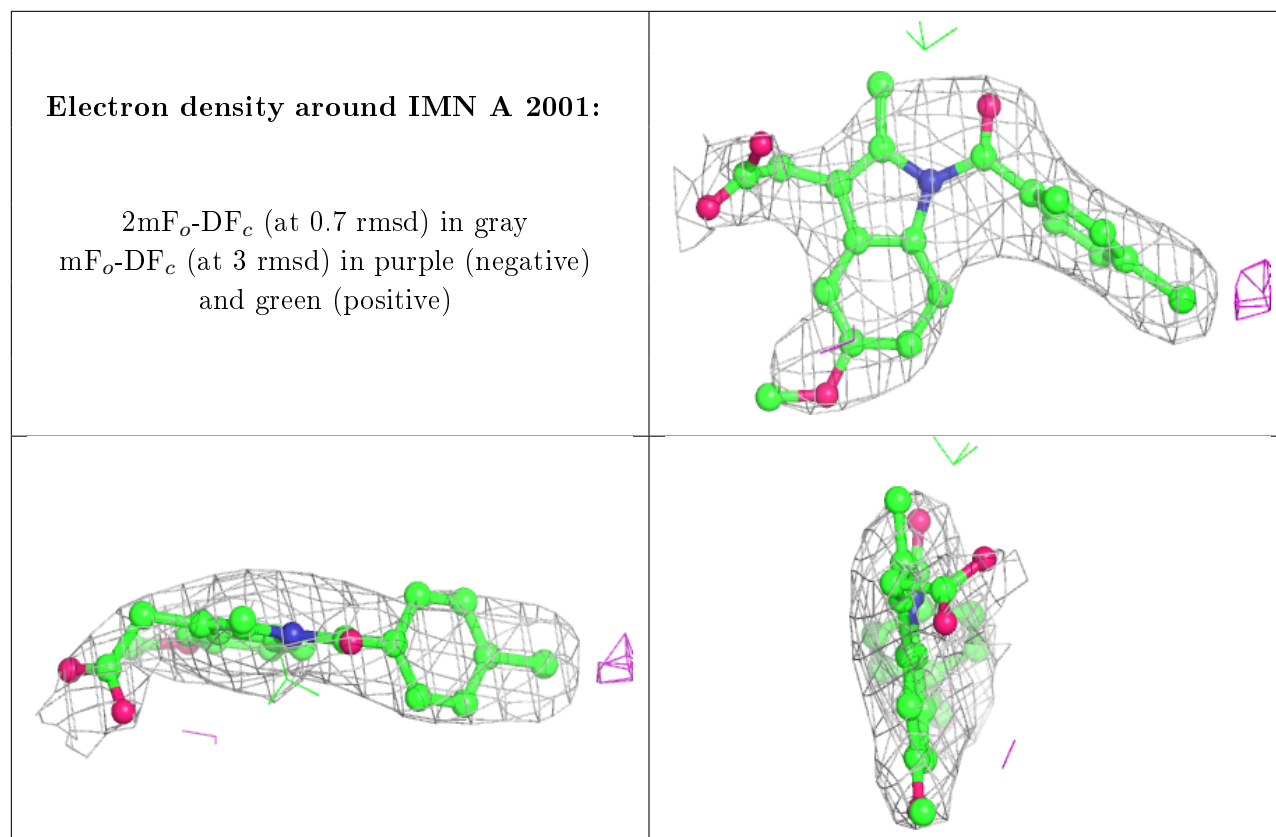 Electron density around IMN A 2001:
2mFₒ-DF𝒸 (at 0.7 rmsd) in gray
mFₒ-DF𝒸 (at 3 rmsd) in purple (negative)
and green (positive)